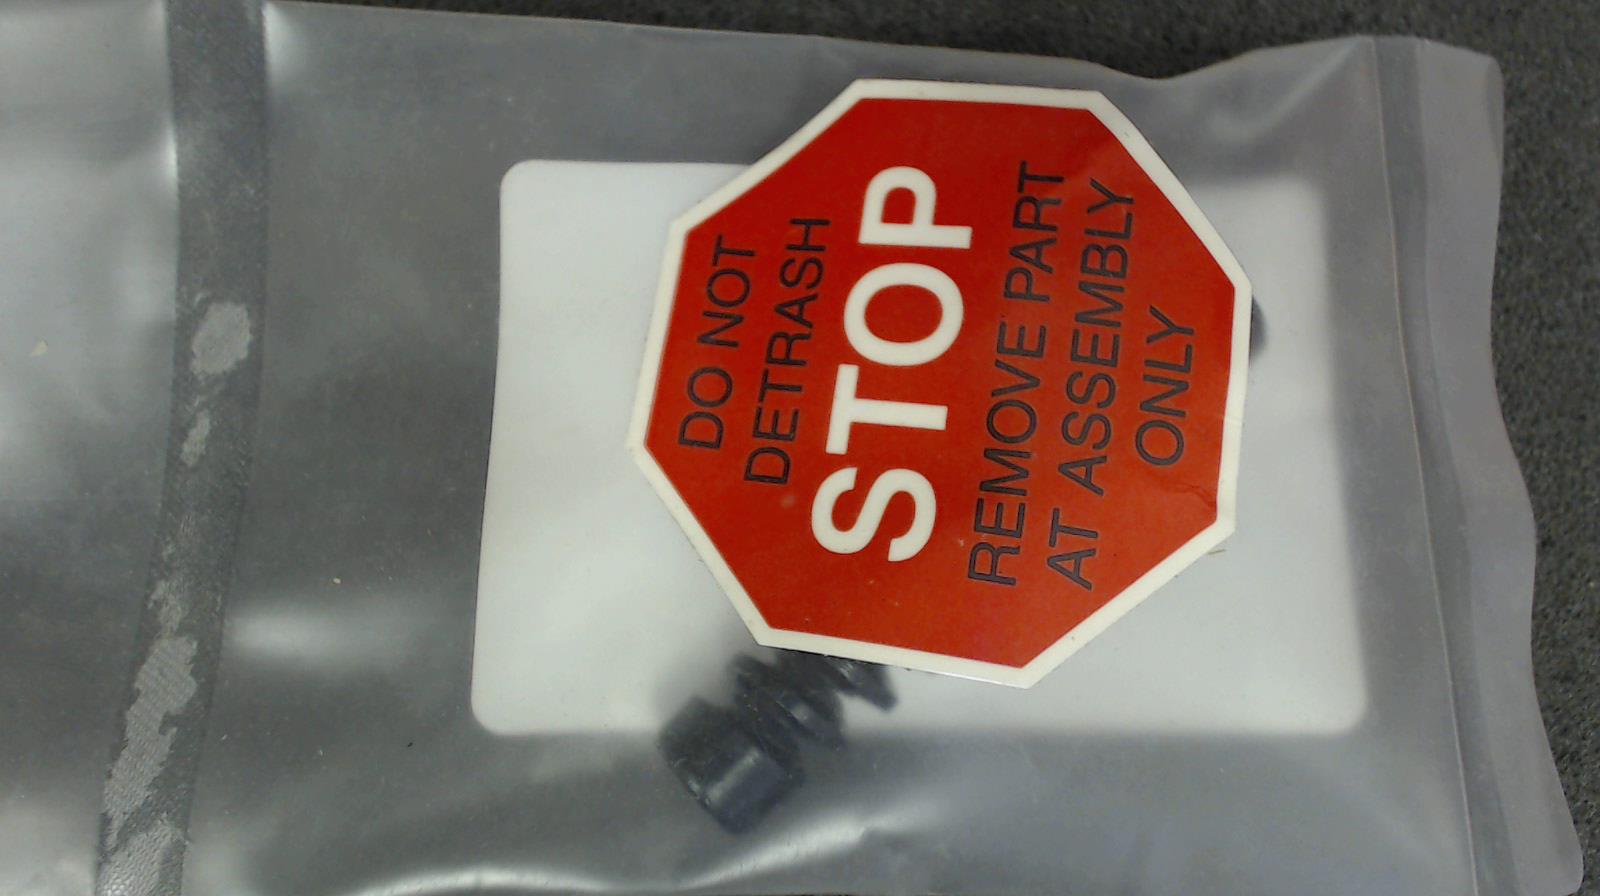 DO NOT
DETRASH
STOP
REMOVE PART
AT ASSEMBLY
ONLY